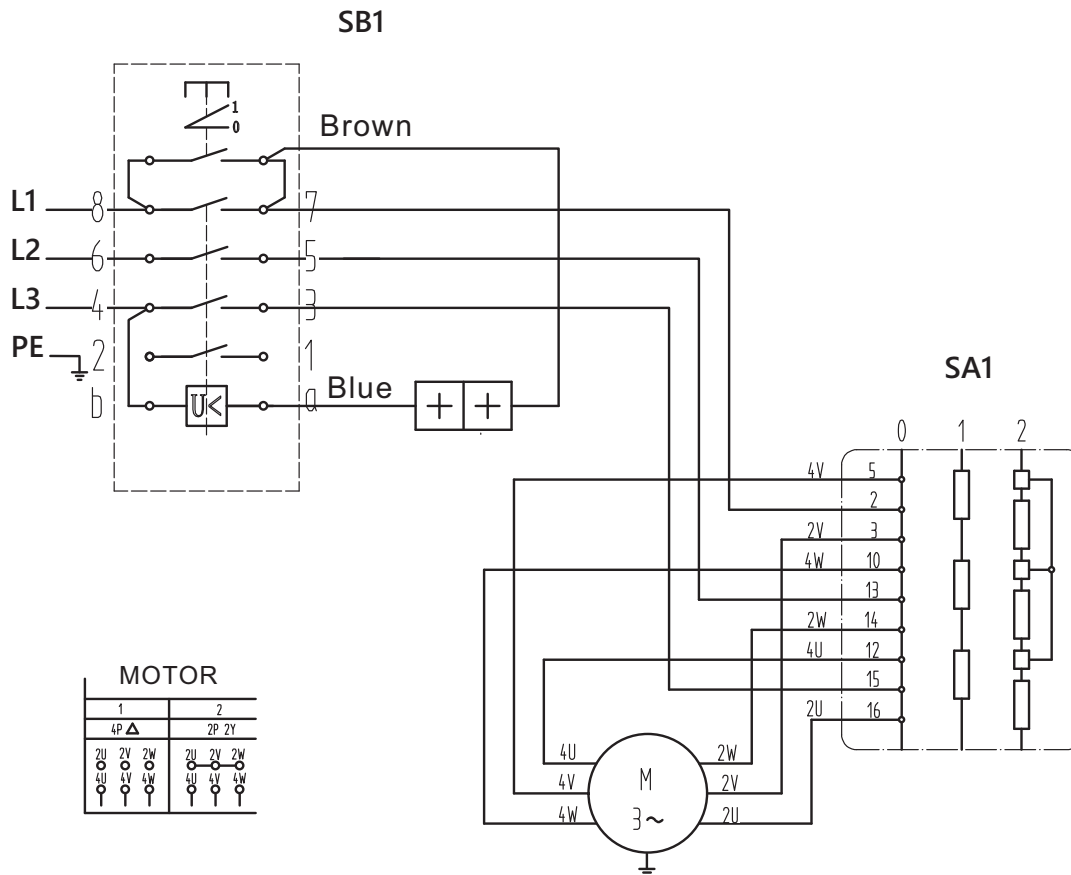 SB1
1
0
Brown
L1 8 7
L2 6 5
L3 4 3
PE 2 1
b U< a
Blue
SA1
0 1 2
4V 5
2
2V 3
4W 10
13
2W 14
4U 12
15
2U 16
MOTOR
1 2
4P △ 2P 2Y
2U 2V 2W 2U 2V 2W
4U 4V 4W 4U 4V 4W
4U M 2W
4V 2V
4W 3~ 2U